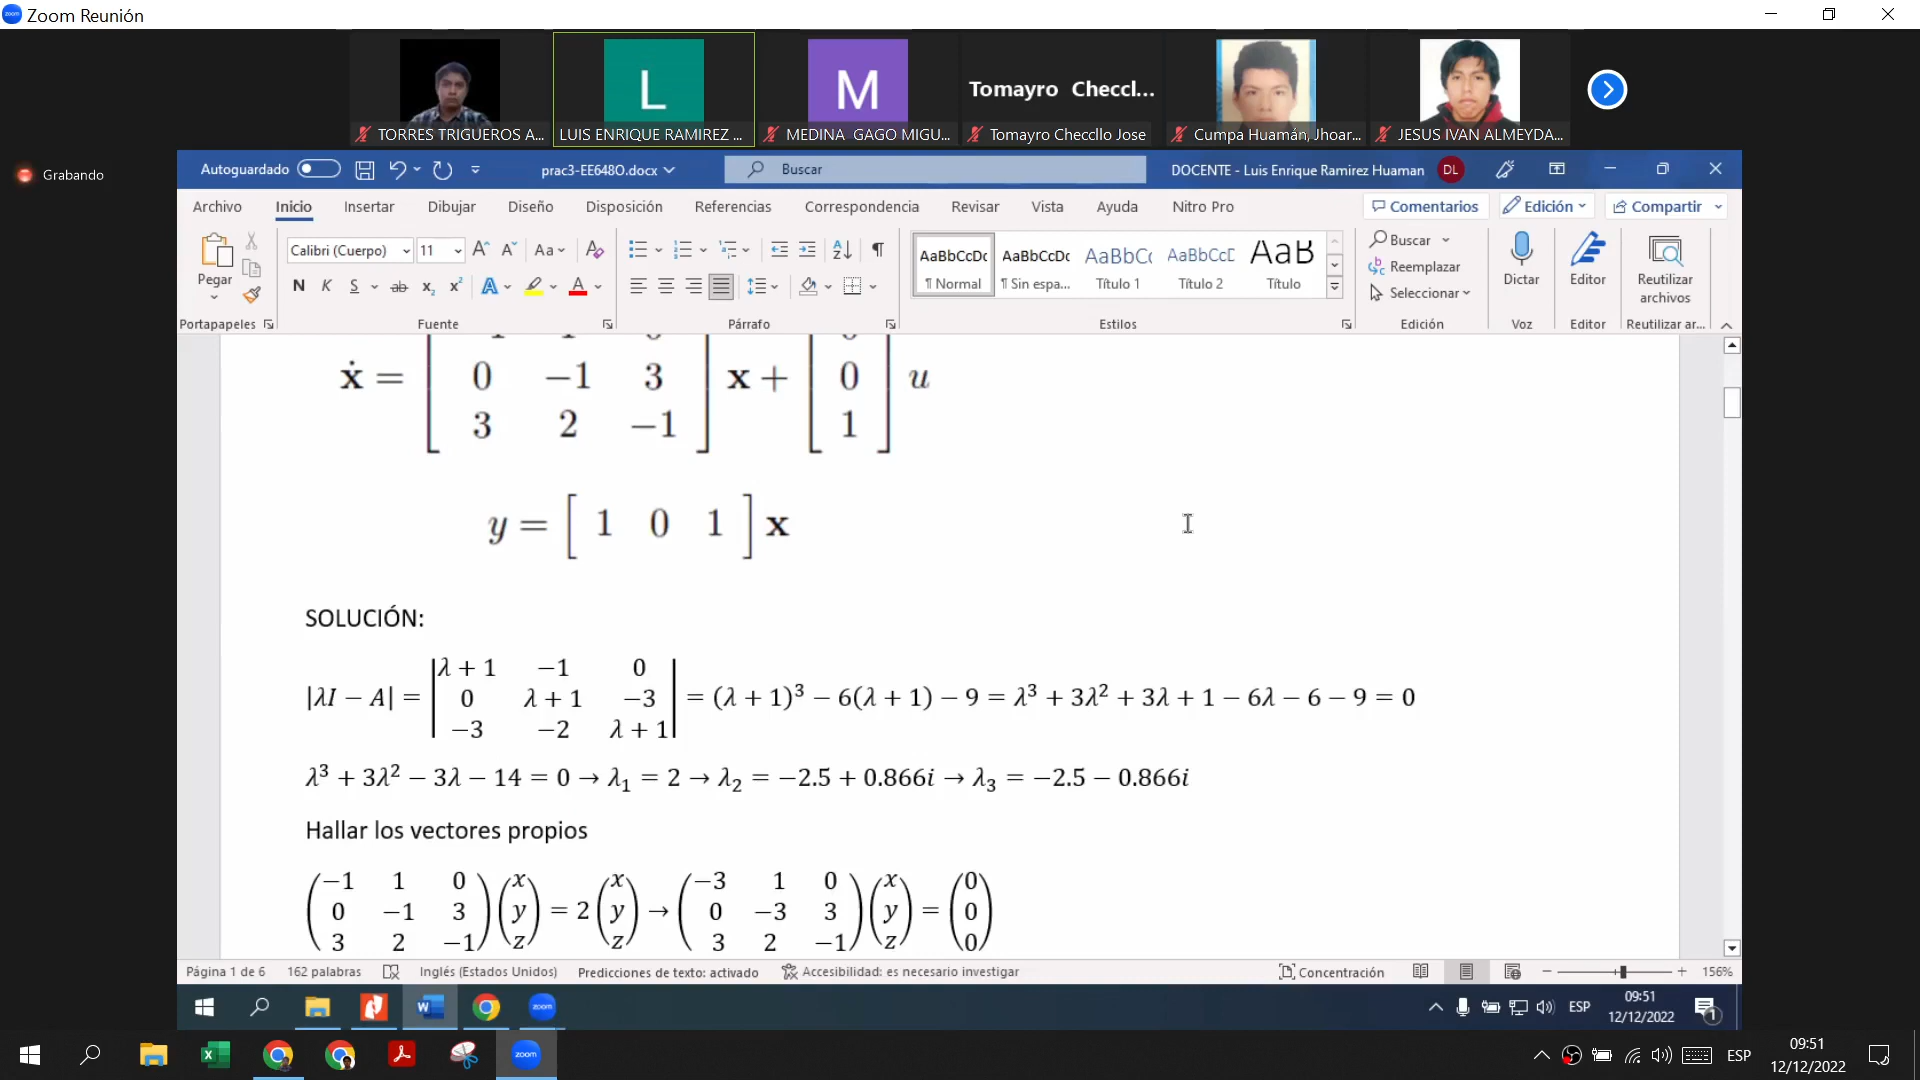 Zoom Reunión
L
M
Tomayro Checcl...
TORRES TRIGUEROS A...
LUIS ENRIQUE RAMIREZ ...
MEDINA GAGO MIGU...
Tomayro Checcllo Jose
Cumpa Huamán, Jhoar...
JESUS IVAN ALMEYDA...
Grabando
Autoguardado
prac3-EE648O.docx
Buscar
DOCENTE - Luis Enrique Ramirez Huaman
DL
Archivo Inicio Insertar Dibujar Diseño Disposición Referencias Correspondencia Revisar Vista Ayuda Nitro Pro
Comentarios
Edición
Compartir
Pegar
Calibri (Cuerpo) 11
Aa
N K S ab x₂ x² A A
AaBbCcDc AaBbCcDc AaBbCc AaBbCcD AaB
¶ Normal ¶ Sin espa... Título 1 Título 2 Título
Buscar
Reemplazar
Seleccionar
Dictar
Editor
Reutilizar archivos
Portapapeles Fuente Párrafo Estilos Edición Voz Editor Reutilizar ar...
ẋ = [ 0 −1 3 ] x + [ 0 ] u
3 2 −1 1
y = [ 1 0 1 ] x
SOLUCIÓN:
λ + 1 −1 0
|λI − A| = | 0 λ + 1 −3 | = (λ + 1)³ − 6(λ + 1) − 9 = λ³ + 3λ² + 3λ + 1 − 6λ − 6 − 9 = 0
−3 −2 λ + 1
λ³ + 3λ² − 3λ − 14 = 0 → λ₁ = 2 → λ₂ = −2.5 + 0.866i → λ₃ = −2.5 − 0.866i
Hallar los vectores propios
−1 1 0 x x −3 1 0 x 0
( 0 −1 3 ) ( y ) = 2 ( y ) → ( 0 −3 3 ) ( y ) = ( 0 )
3 2 −1 z z 3 2 −1 z 0
Página 1 de 6 162 palabras Inglés (Estados Unidos) Predicciones de texto: activado Accesibilidad: es necesario investigar Concentración 156%
zoom
ESP
09:51
12/12/2022
1
zoom
ESP
09:51
12/12/2022